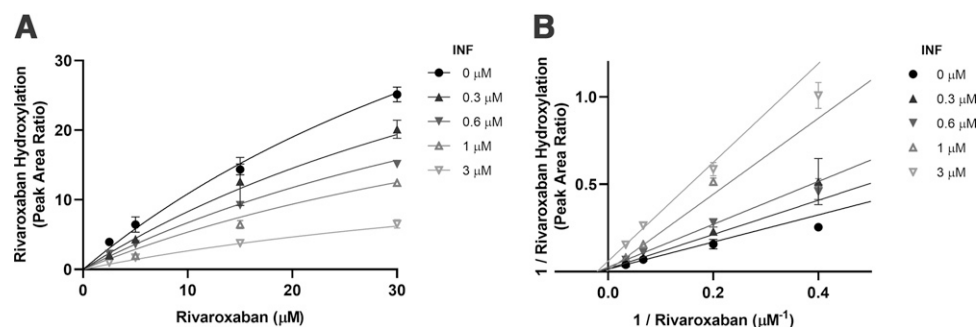 A
Rivaroxaban Hydroxylation
(Peak Area Ratio)
30
20
10
0
0
10
20
30
Rivaroxaban (μM)
INF
0 μM
0.3 μM
0.6 μM
1 μM
3 μM
B
1 / Rivaroxaban Hydroxylation
(Peak Area Ratio)
1.0
0.5
0.0
0.2
0.4
1 / Rivaroxaban (μM⁻¹)
INF
0 μM
0.3 μM
0.6 μM
1 μM
3 μM